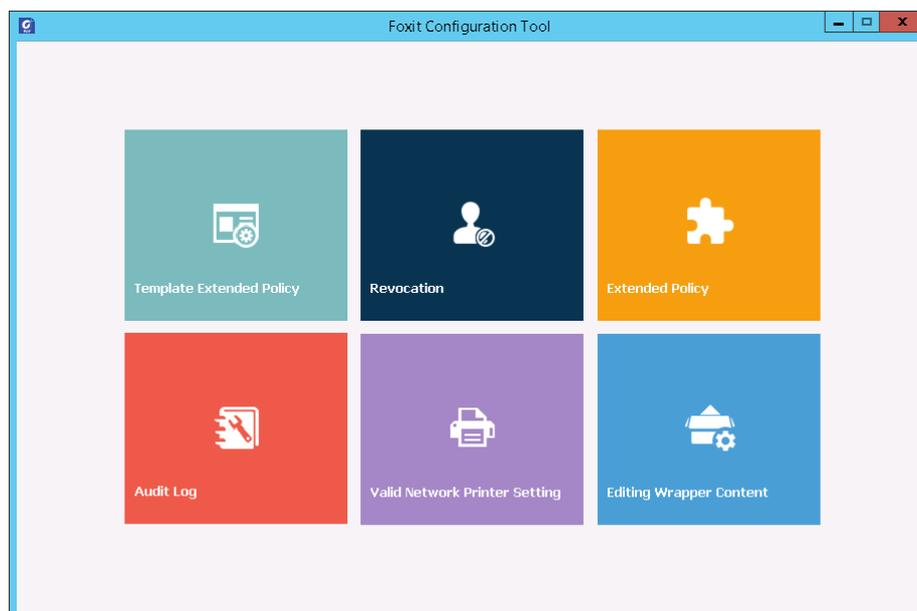 Foxit Configuration Tool
Template Extended Policy
Revocation
Extended Policy
Audit Log
Valid Network Printer Setting
Editing Wrapper Content